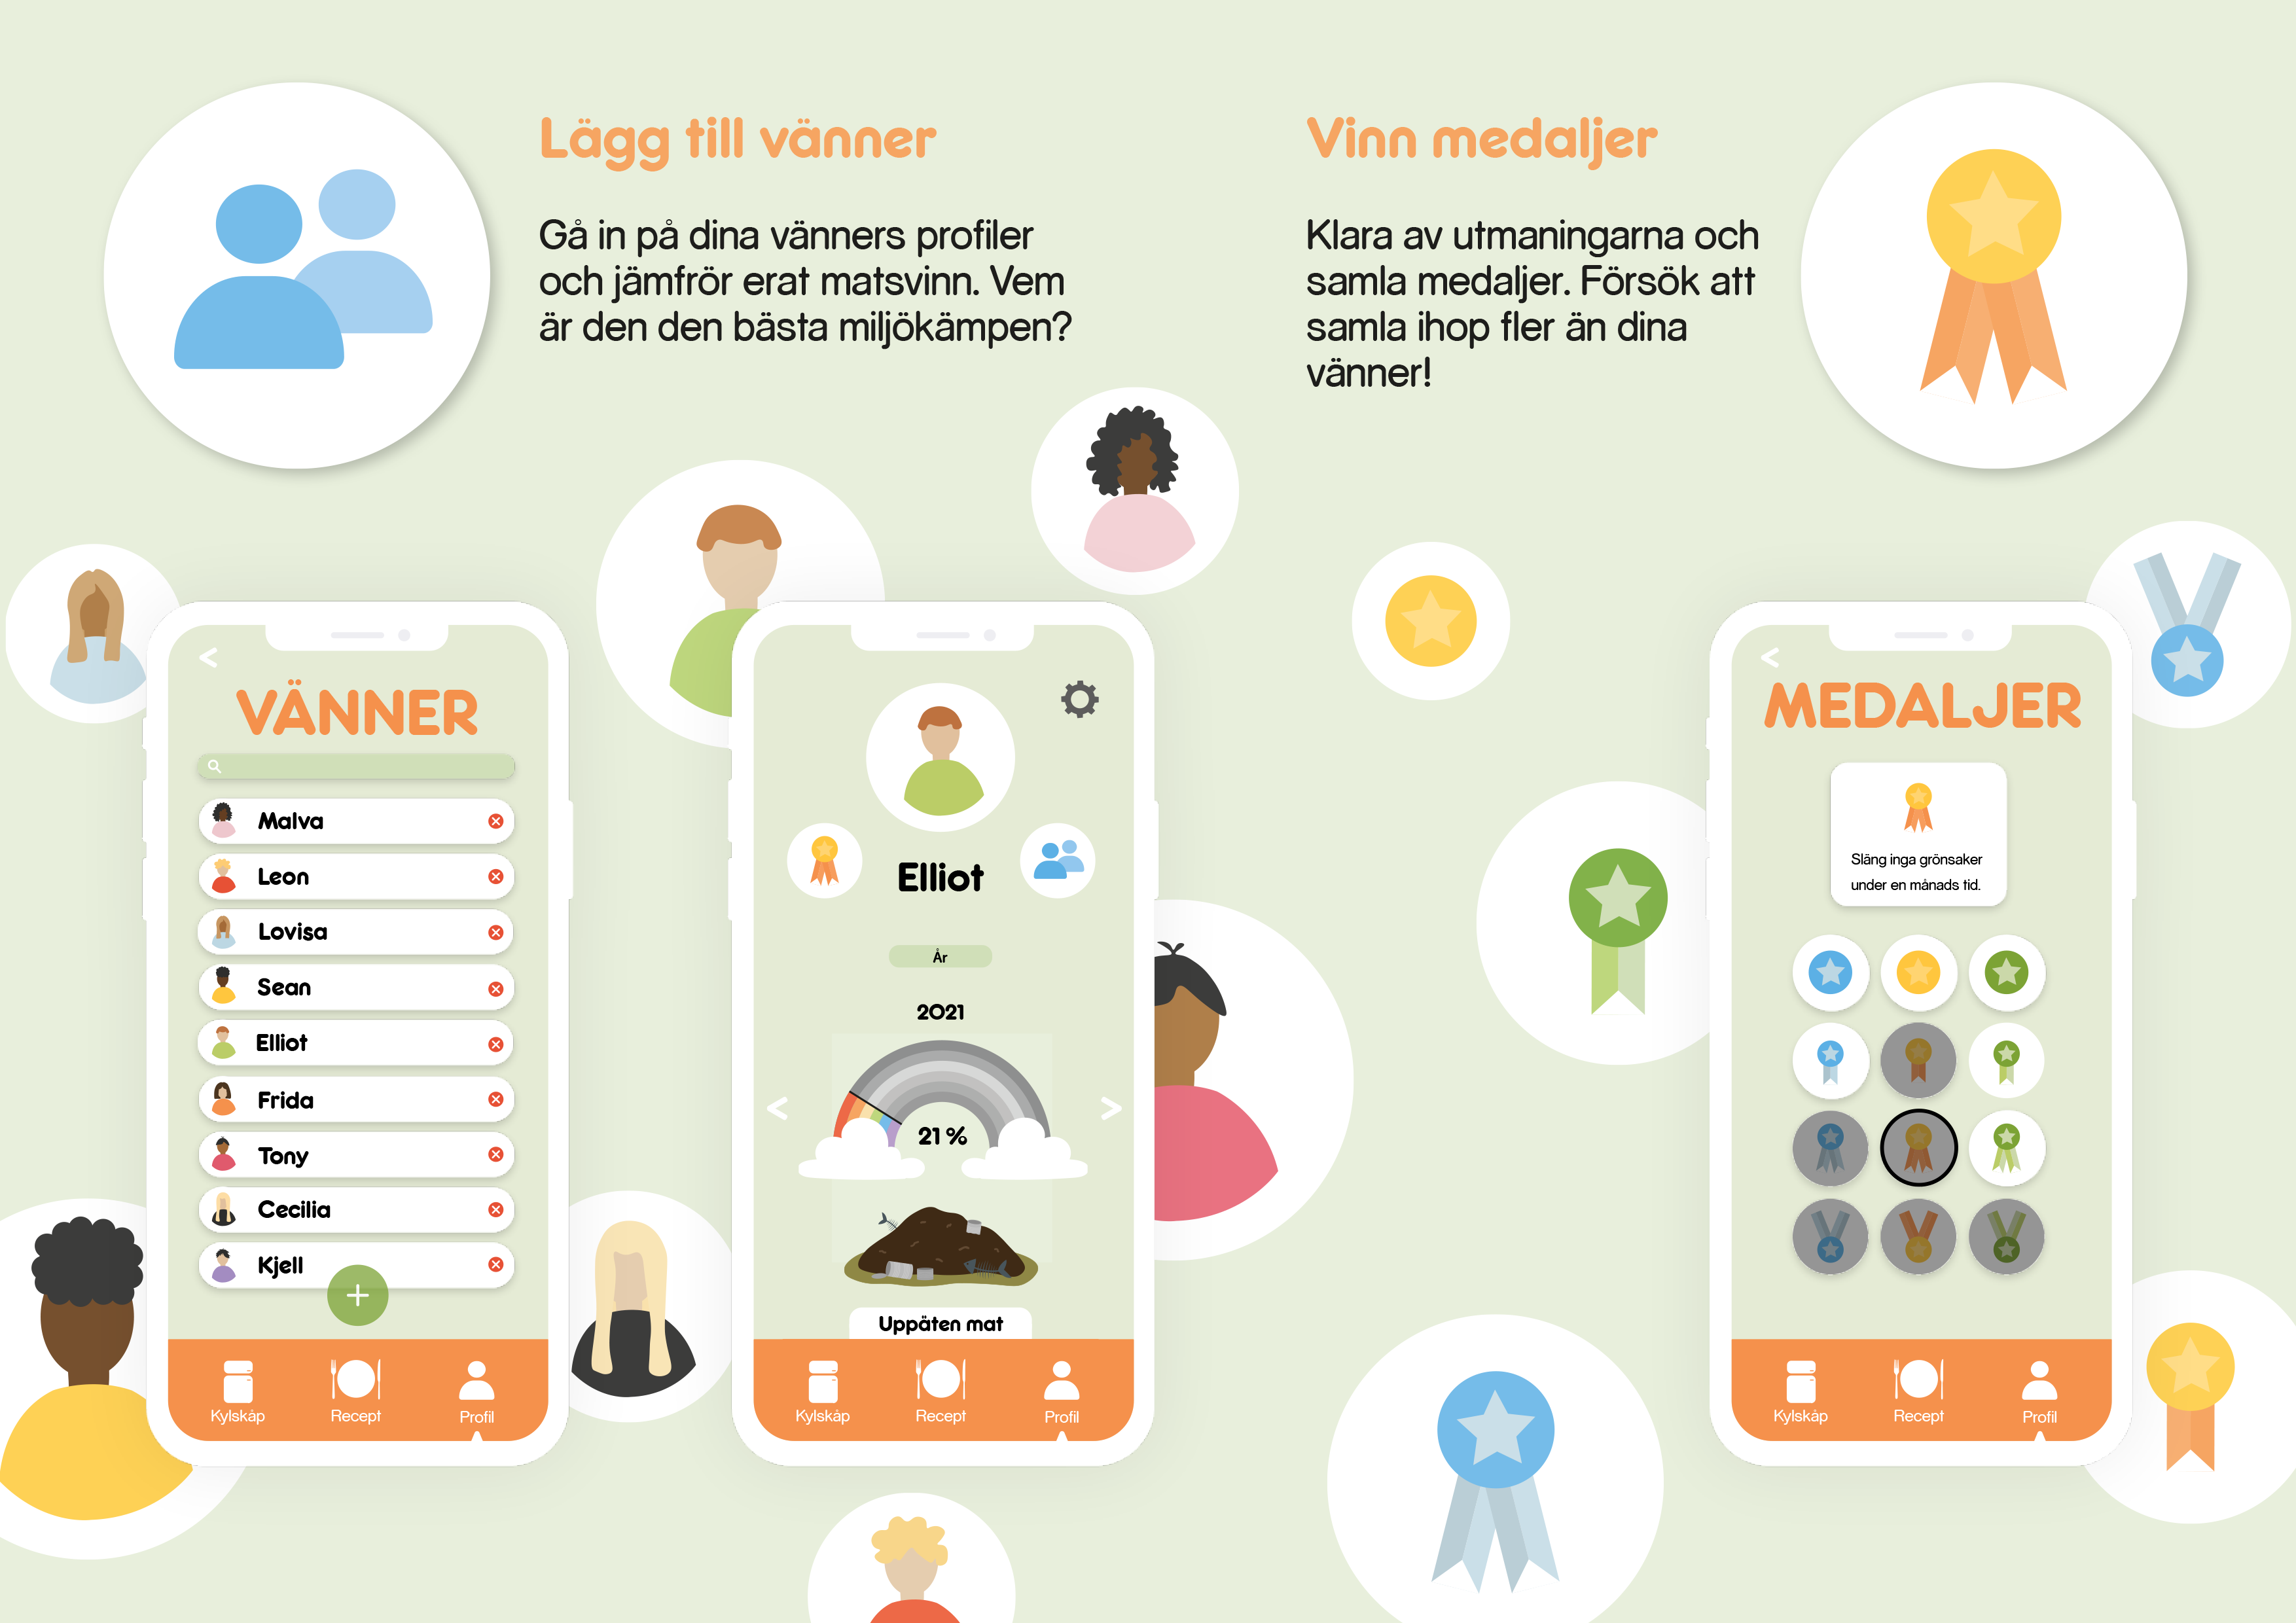 Lägg till vänner
Gå in på dina vänners profiler
och jämfrör erat matsvinn. Vem
är den den bästa miljökämpen?
Vinn medaljer
Klara av utmaningarna och
samla medaljer. Försök att
samla ihop fler än dina
vänner!
<
VÄNNER
Malva
Leon
Lovisa
Sean
Elliot
Frida
Tony
Cecilia
Kjell
+
Kylskåp
Recept
Profil
Elliot
År
2021
<
>
21 %
Uppäten mat
Kylskåp
Recept
Profil
<
MEDALJER
Släng inga grönsaker
under en månads tid.
Kylskåp
Recept
Profil